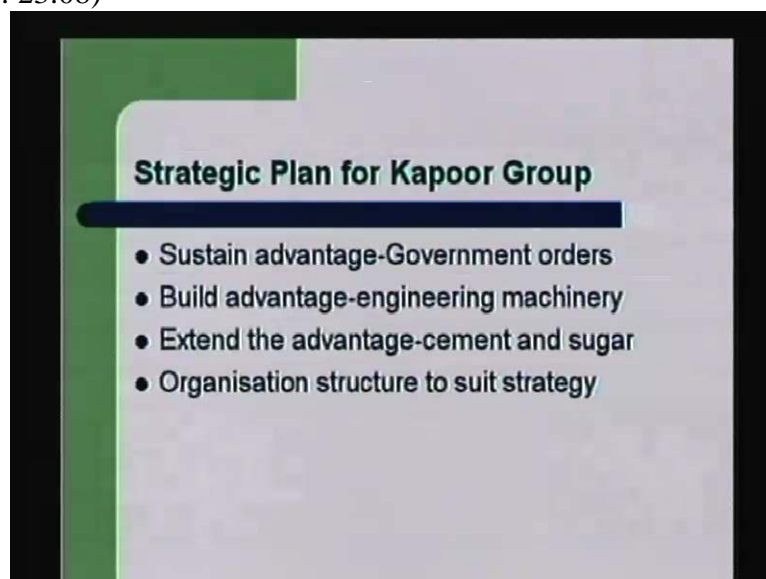 Strategic Plan for Kapoor Group
• Sustain advantage-Government orders
• Build advantage-engineering machinery
• Extend the advantage-cement and sugar
• Organisation structure to suit strategy